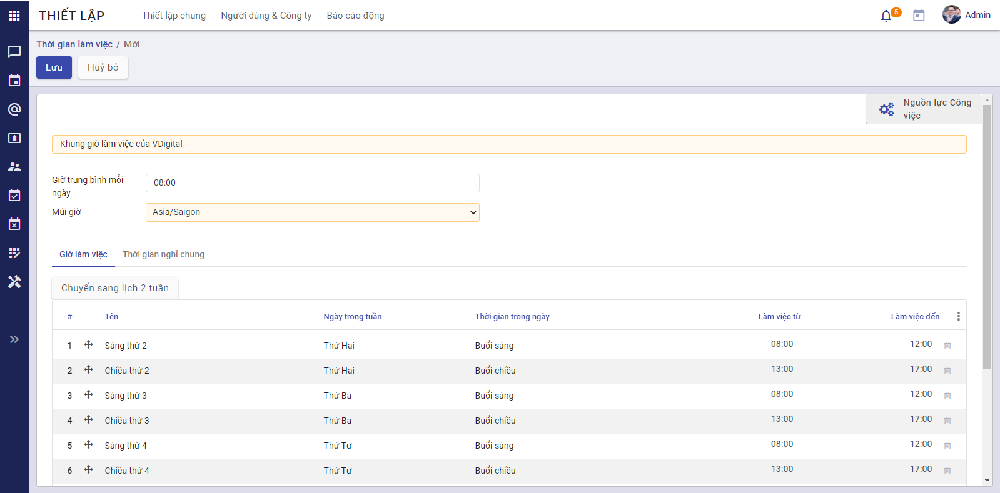 THIẾT LẬP Thiết lập chung Người dùng & Công ty Báo cáo động 5 Admin
Thời gian làm việc / Mới
Lưu Huỷ bỏ
Nguồn lực Công
việc
Khung giờ làm việc của VDigital
Giờ trung bình mỗi
ngày
08:00
Múi giờ Asia/Saigon
Giờ làm việc Thời gian nghỉ chung
Chuyển sang lịch 2 tuần
# Tên Ngày trong tuần Thời gian trong ngày Làm việc từ Làm việc đến
1 Sáng thứ 2 Thứ Hai Buổi sáng 08:00 12:00
2 Chiều thứ 2 Thứ Hai Buổi chiều 13:00 17:00
3 Sáng thứ 3 Thứ Ba Buổi sáng 08:00 12:00
4 Chiều thứ 3 Thứ Ba Buổi chiều 13:00 17:00
5 Sáng thứ 4 Thứ Tư Buổi sáng 08:00 12:00
6 Chiều thứ 4 Thứ Tư Buổi chiều 13:00 17:00